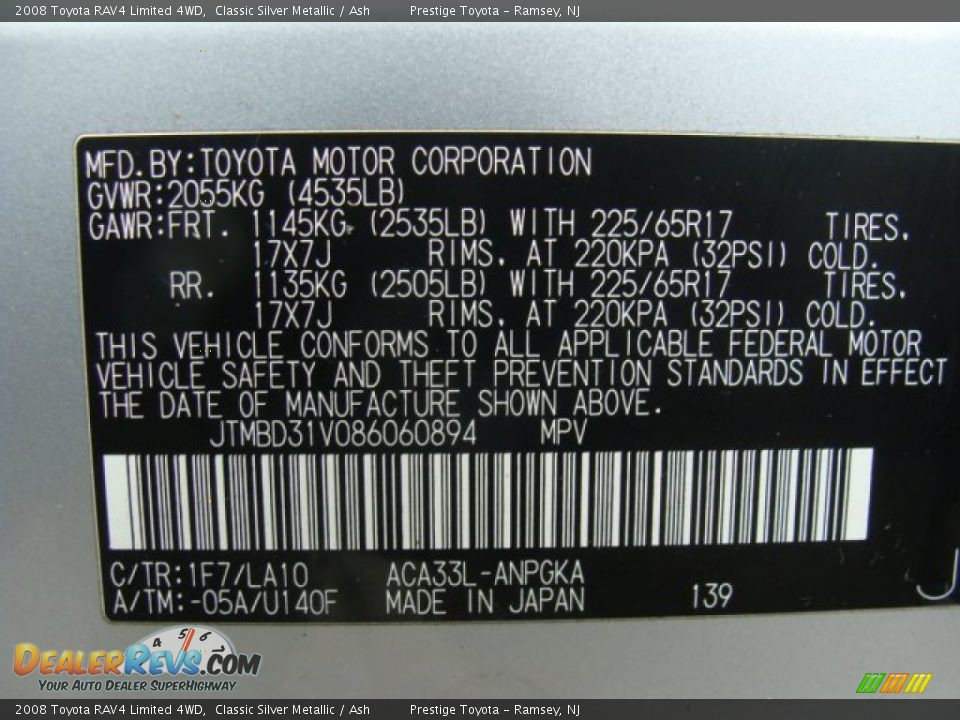 2008 Toyota RAV4 Limited 4WD, Classic Silver Metallic / Ash Prestige Toyota - Ramsey, NJ
MFD.BY:TOYOTA MOTOR CORPORATION
GVWR:2055KG (4535LB)
GAWR:FRT. 1145KG (2535LB) WITH 225/65R17 TIRES.
17X7J RIMS. AT 220KPA (32PSI) COLD.
RR. 1135KG (2505LB) WITH 225/65R17 TIRES.
17X7J RIMS. AT 220KPA (32PSI) COLD.
THIS VEHICLE CONFORMS TO ALL APPLICABLE FEDERAL MOTOR
VEHICLE SAFETY AND THEFT PREVENTION STANDARDS IN EFFECT
THE DATE OF MANUFACTURE SHOWN ABOVE.
JTMBD31V086060894 MPV
C/TR:1F7/LA10 ACA33L-ANPGKA
A/TM:-05A/U140F MADE IN JAPAN 139
J
4 5 6 7
DealerRevs.com
Your Auto Dealer SuperHighway
2008 Toyota RAV4 Limited 4WD, Classic Silver Metallic / Ash Prestige Toyota - Ramsey, NJ